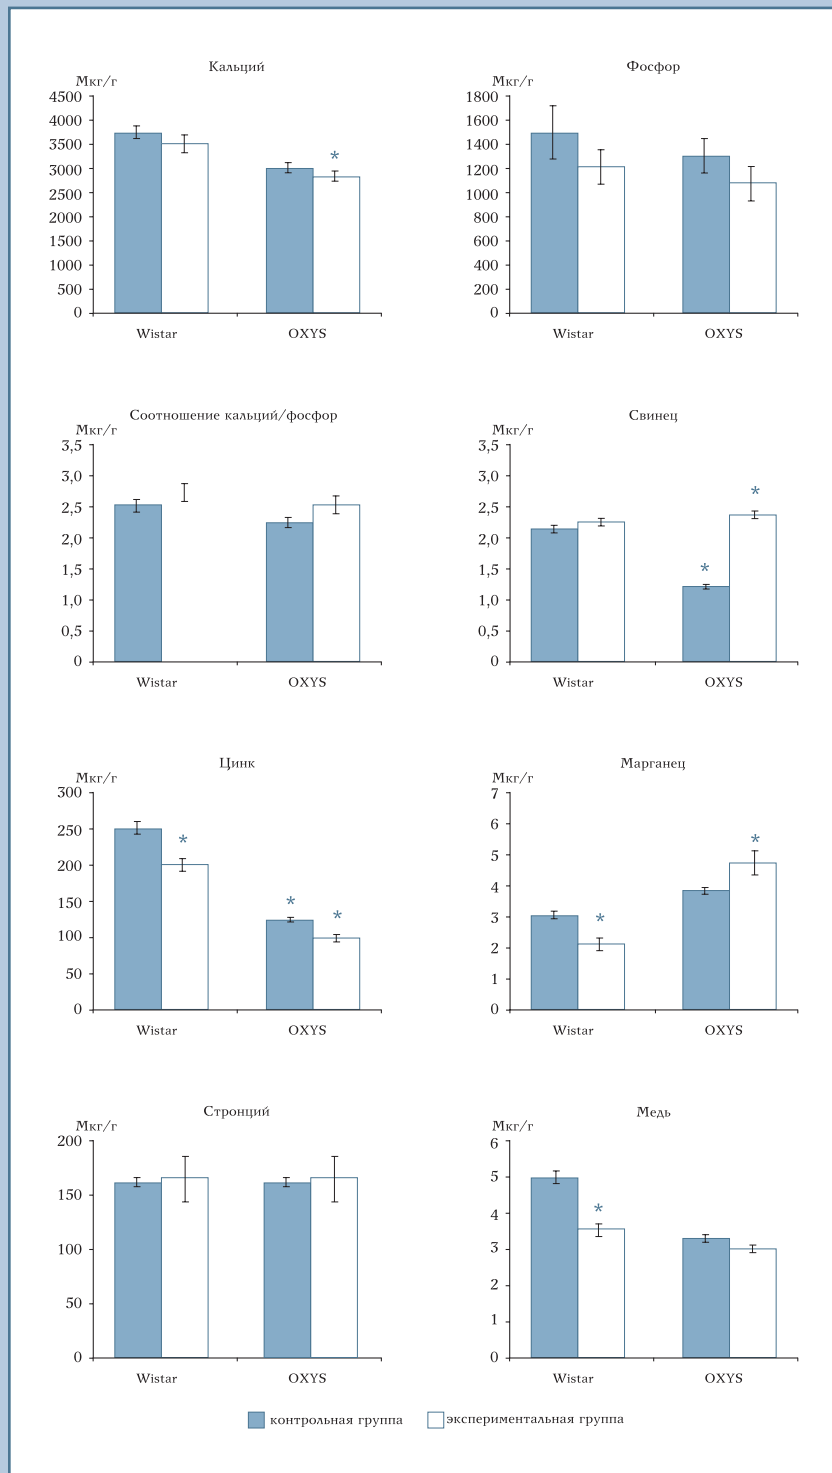 Кальций
Мкг/г
4500
4000
3500
3000
2500
2000
1500
1000
500
0
*
Wistar
OXYS
Фосфор
Мкг/г
1800
1600
1400
1200
1000
800
600
400
200
0
Wistar
OXYS
Соотношение кальций/фосфор
Мкг/г
3,5
3,0
2,5
2,0
1,5
1,0
0,5
0
Wistar
OXYS
Свинец
Мкг/г
3,5
3,0
2,5
2,0
1,5
1,0
0,5
0
*
*
Wistar
OXYS
Цинк
Мкг/г
300
250
200
150
100
50
0
*
*
*
Wistar
OXYS
Марганец
Мкг/г
7
6
5
4
3
2
1
0
*
*
Wistar
OXYS
Стронций
Мкг/г
200
150
100
50
0
Wistar
OXYS
Медь
Мкг/г
6
5
4
3
2
1
0
*
Wistar
OXYS
контрольная группа
экспериментальная группа